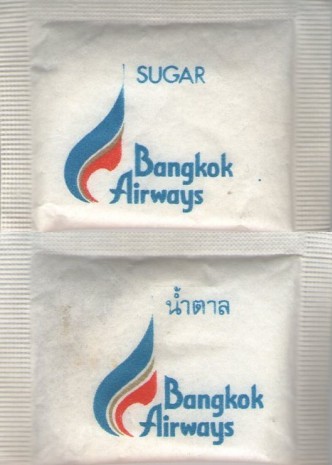 SUGAR
Bangkok
Airways
น้ำตาล
Bangkok
Airways